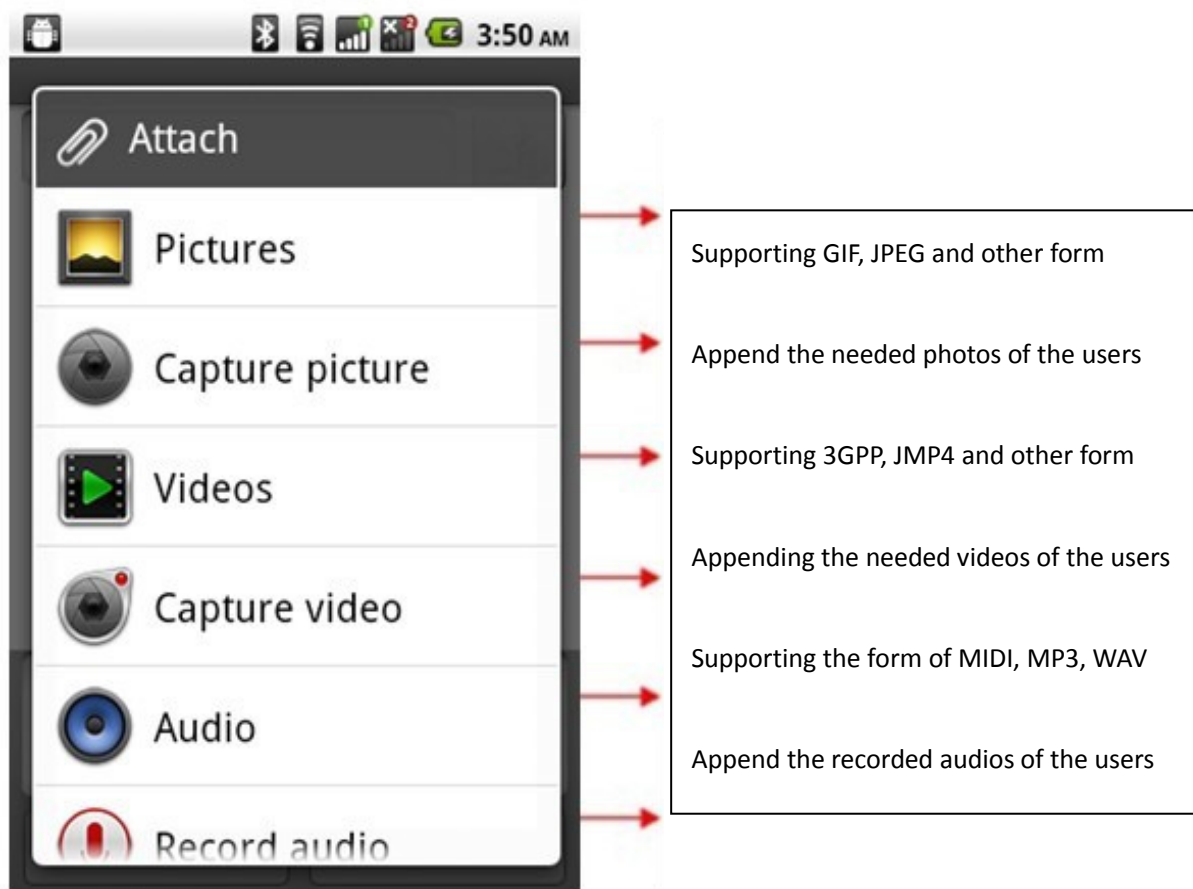 3:50 AM
Attach
Pictures
Capture picture
Videos
Capture video
Audio
Record audio
Supporting GIF, JPEG and other form
Append the needed photos of the users
Supporting 3GPP, JMP4 and other form
Appending the needed videos of the users
Supporting the form of MIDI, MP3, WAV
Append the recorded audios of the users